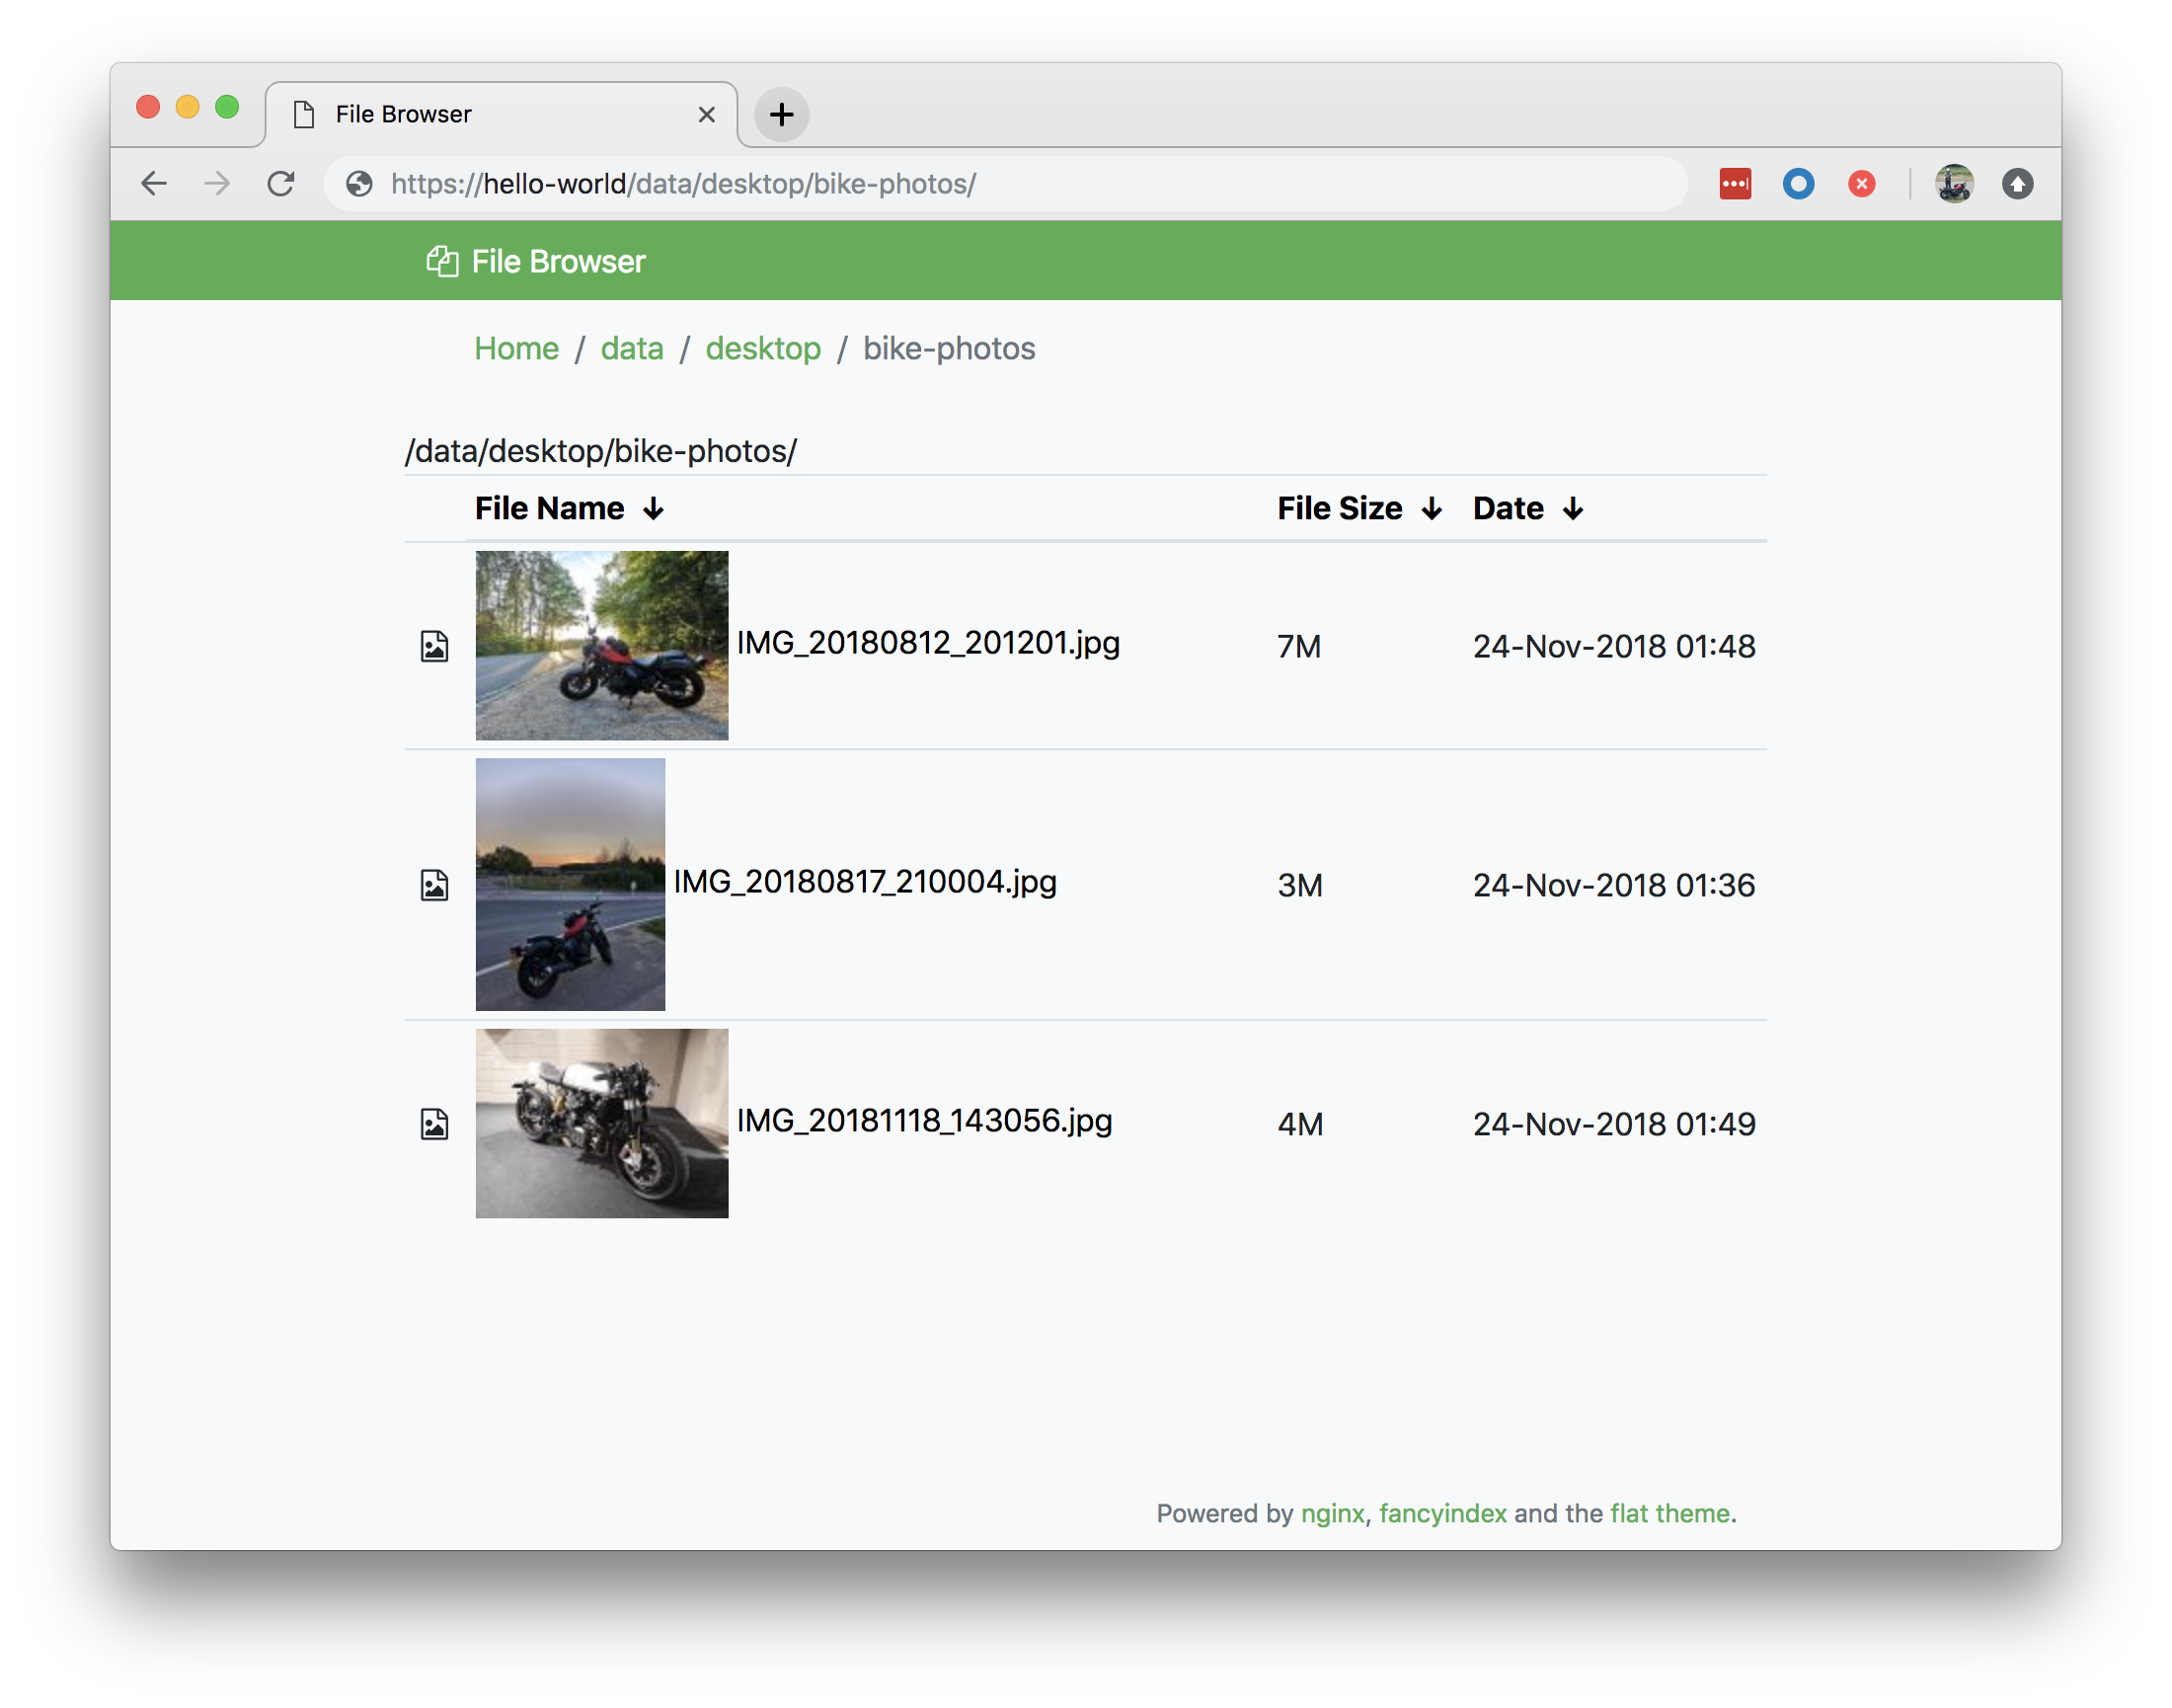 File Browser
https://hello-world/data/desktop/bike-photos/
File Browser
Home / data / desktop / bike-photos
/data/desktop/bike-photos/
File Name ↓ File Size ↓ Date ↓
IMG_20180812_201201.jpg 7M 24-Nov-2018 01:48
IMG_20180817_210004.jpg 3M 24-Nov-2018 01:36
IMG_20181118_143056.jpg 4M 24-Nov-2018 01:49
Powered by nginx, fancyindex and the flat theme.